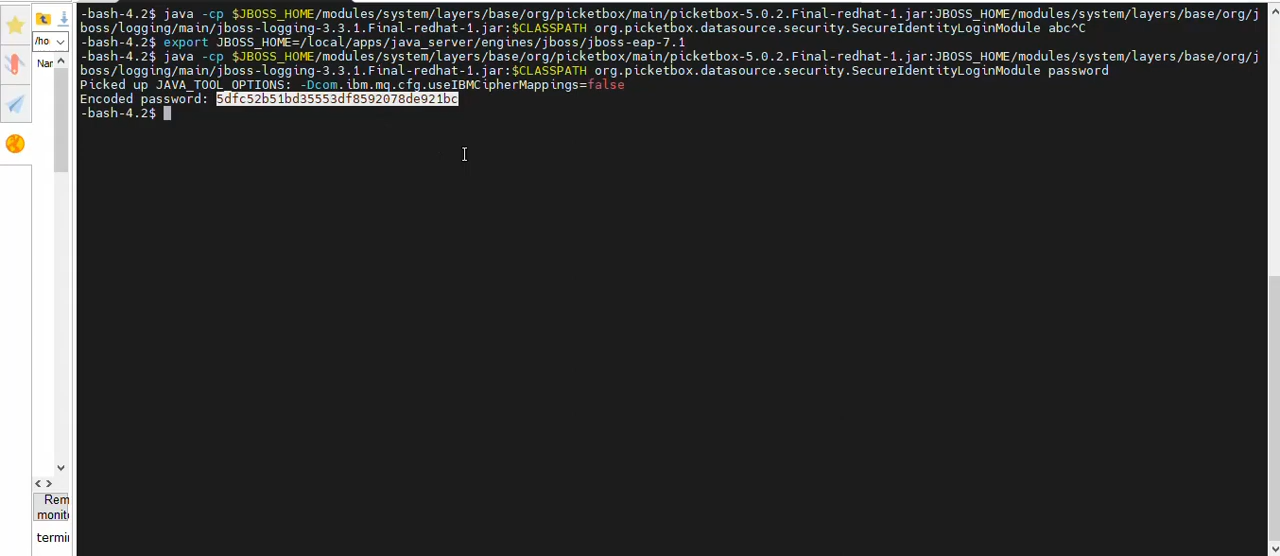 -bash-4.2$ java -cp $JBOSS_HOME/modules/system/layers/base/org/picketbox/main/picketbox-5.0.2.Final-redhat-1.jar:JBOSS_HOME/modules/system/layers/base/org/j
boss/logging/main/jboss-logging-3.3.1.Final-redhat-1.jar:$CLASSPATH org.picketbox.datasource.security.SecureIdentityLoginModule abc^C
-bash-4.2$ export JBOSS_HOME=/local/apps/java_server/engines/jboss/jboss-eap-7.1
-bash-4.2$ java -cp $JBOSS_HOME/modules/system/layers/base/org/picketbox/main/picketbox-5.0.2.Final-redhat-1.jar:JBOSS_HOME/modules/system/layers/base/org/j
boss/logging/main/jboss-logging-3.3.1.Final-redhat-1.jar:$CLASSPATH org.picketbox.datasource.security.SecureIdentityLoginModule password
Picked up JAVA_TOOL_OPTIONS: -Dcom.ibm.mq.cfg.useIBMCipherMappings=false
Encoded password: 5dfc52b51bd35553df8592078de921bc
-bash-4.2$
/ho
Nar
Rem
monit
termin